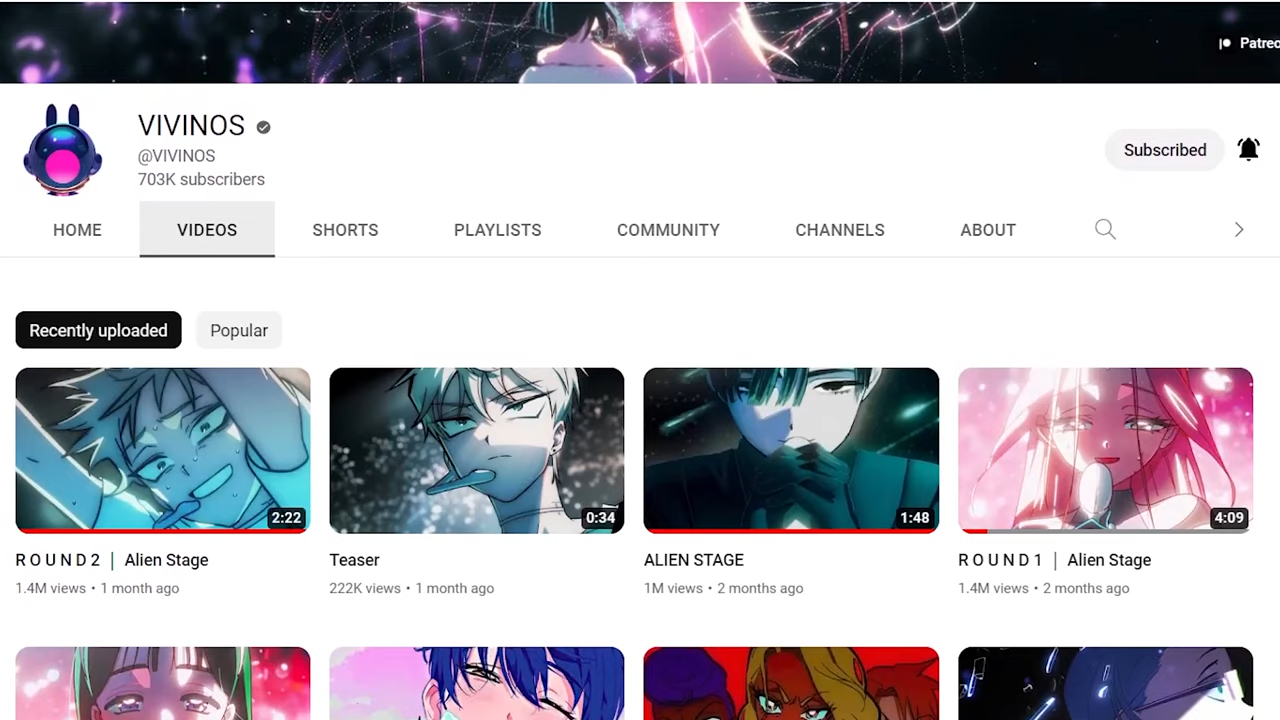 Patreo
VIVINOS
@VIVINOS
703K subscribers
Subscribed
HOME
VIDEOS
SHORTS
PLAYLISTS
COMMUNITY
CHANNELS
ABOUT
Recently uploaded
Popular
2:22
0:34
1:48
4:09
R O U N D 2 │ Alien Stage
Teaser
ALIEN STAGE
R O U N D 1 │ Alien Stage
1.4M views • 1 month ago
222K views • 1 month ago
1M views • 2 months ago
1.4M views • 2 months ago